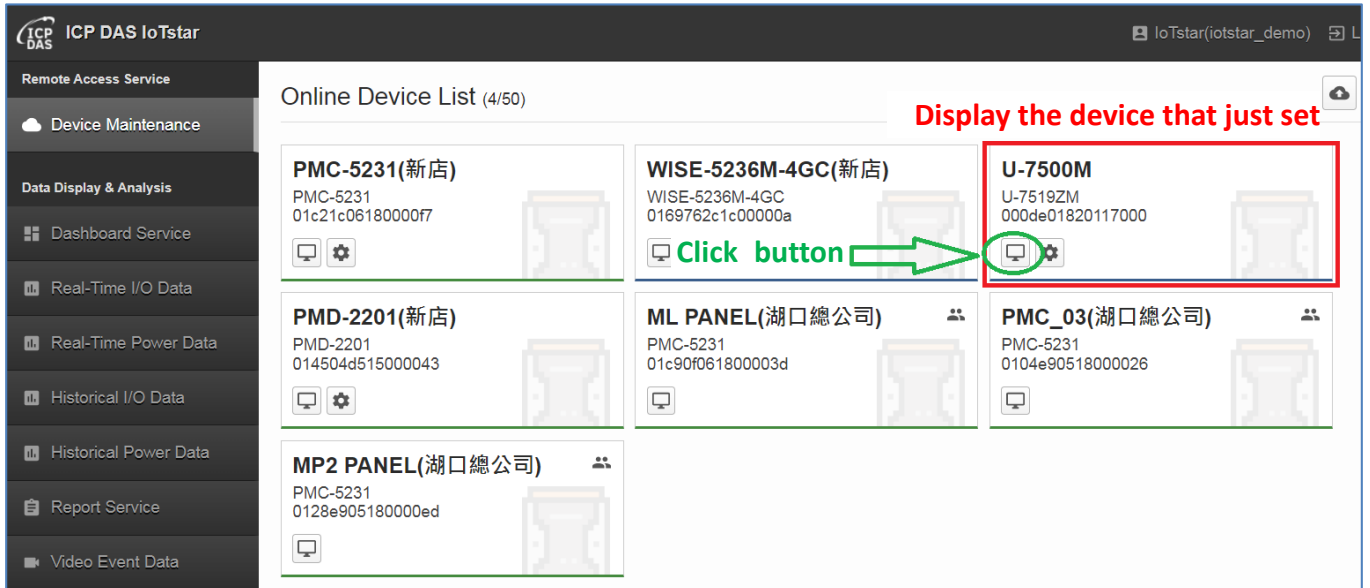 ICP DAS
ICP DAS IoTstar
IoTstar(iotstar_demo)
L
Remote Access Service
Device Maintenance
Data Display & Analysis
Dashboard Service
Real-Time I/O Data
Real-Time Power Data
Historical I/O Data
Historical Power Data
Report Service
Video Event Data
Online Device List (4/50)
Display the device that just set
PMC-5231(新店)
PMC-5231
01c21c06180000f7
WISE-5236M-4GC(新店)
WISE-5236M-4GC
0169762c1c00000a
Click button
U-7500M
U-7519ZM
000de01820117000
PMD-2201(新店)
PMD-2201
014504d515000043
ML PANEL(湖口總公司)
PMC-5231
01c90f061800003d
PMC_03(湖口總公司)
PMC-5231
0104e90518000026
MP2 PANEL(湖口總公司)
PMC-5231
0128e905180000ed